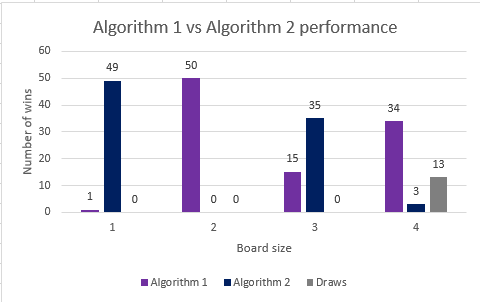 Algorithm 1 vs Algorithm 2 performance
Number of wins
60
50
40
30
20
10
0
1 49 0
50 0 0
15 35 0
34 3 13
1 2 3 4
Board size
Algorithm 1 Algorithm 2 Draws